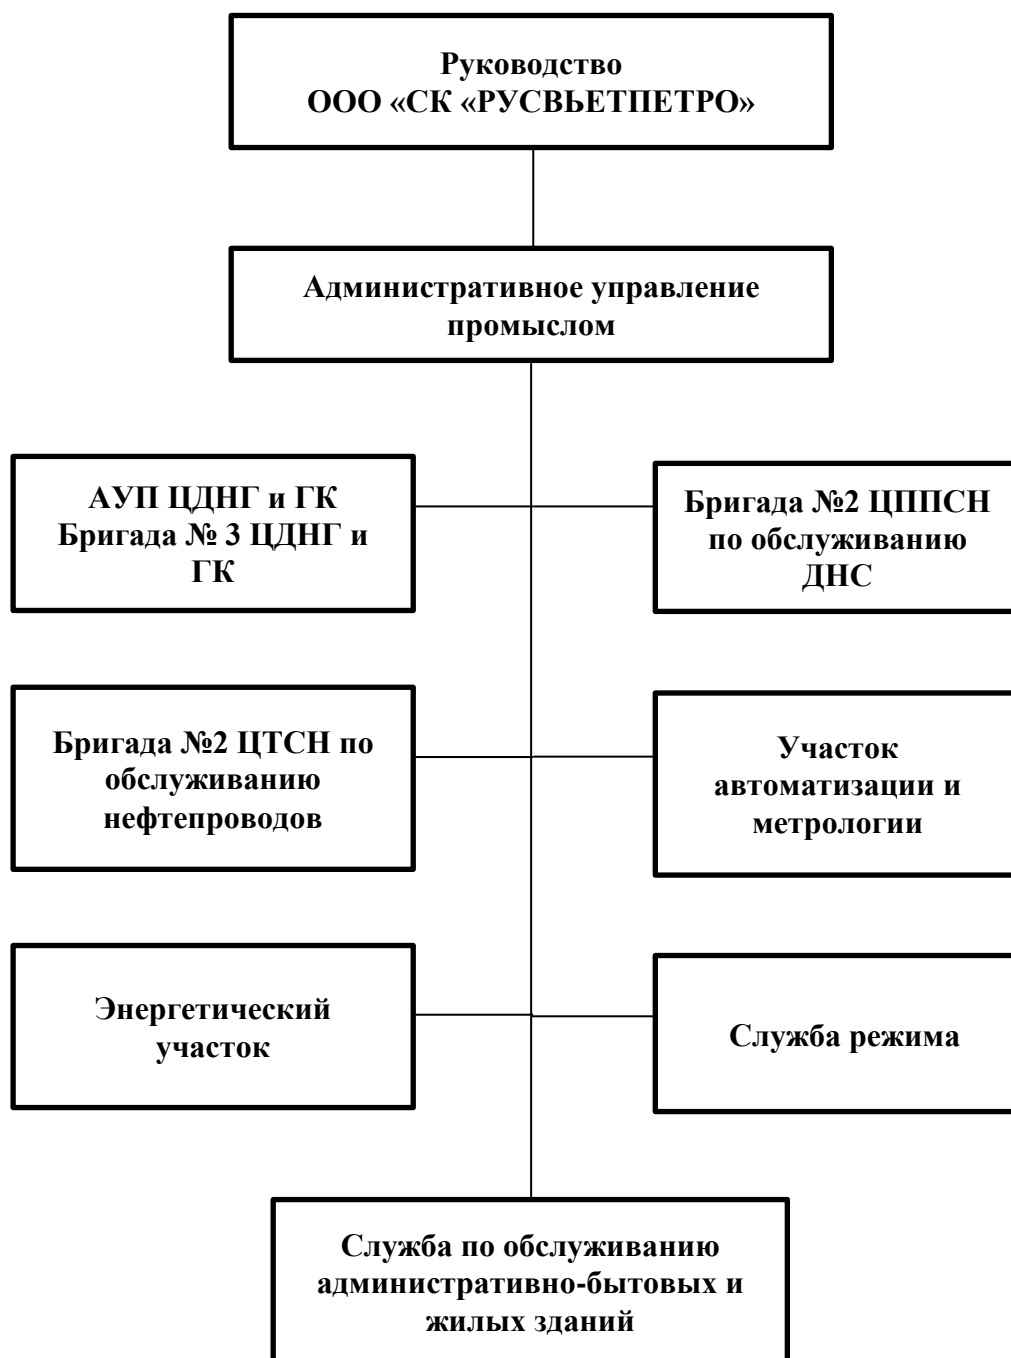 Руководство
ООО «СК «РУСВЬЕТПЕТРО»
Административное управление
промыслом
АУП ЦДНГ и ГК
Бригада № 3 ЦДНГ и
ГК
Бригада №2 ЦППСН
по обслуживанию
ДНС
Бригада №2 ЦТСН по
обслуживанию
нефтепроводов
Участок
автоматизации и
метрологии
Энергетический
участок
Служба режима
Служба по обслуживанию
административно-бытовых и
жилых зданий